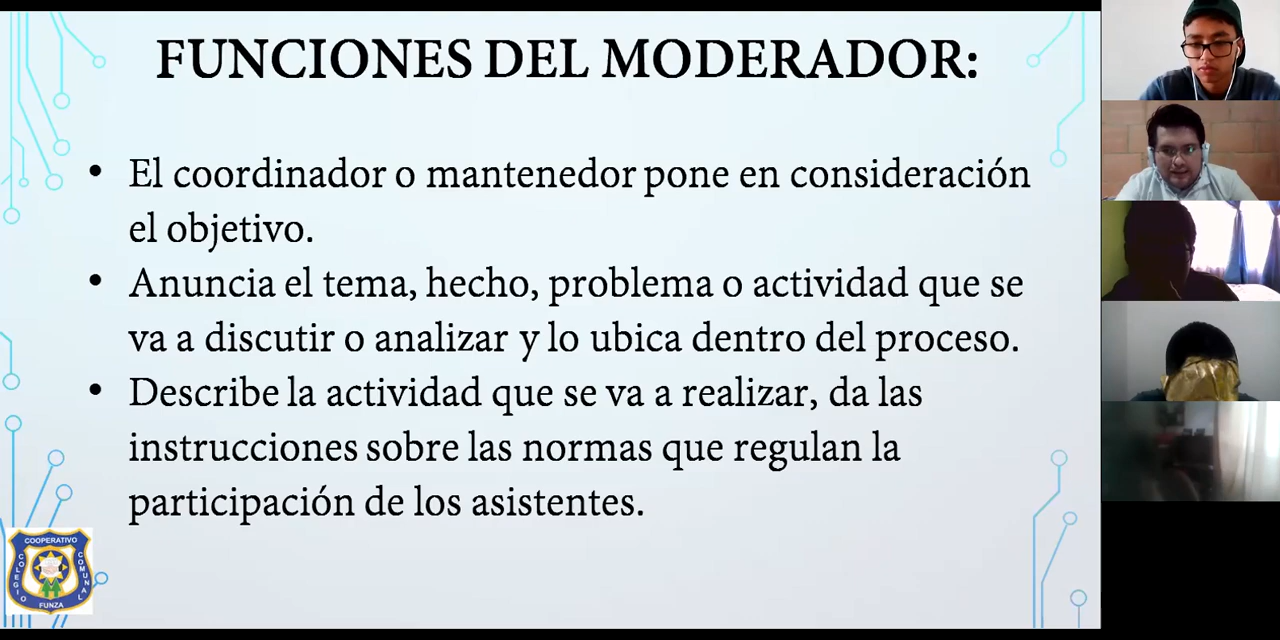 FUNCIONES DEL MODERADOR:
• El coordinador o mantenedor pone en consideración
el objetivo.
• Anuncia el tema, hecho, problema o actividad que se
va a discutir o analizar y lo ubica dentro del proceso.
• Describe la actividad que se va a realizar, da las
instrucciones sobre las normas que regulan la
participación de los asistentes.
COOPERATIVO
COLEGIO
COMUNAL
FUNZA